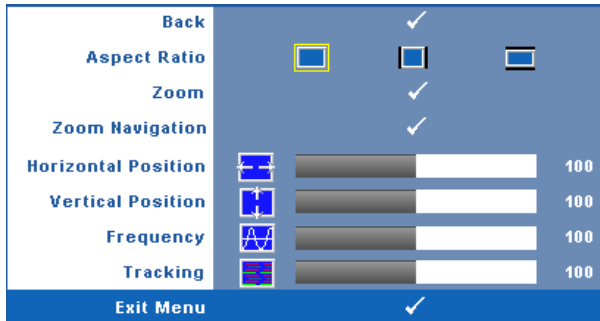 Back
Aspect Ratio
Zoom
Zoom Navigation
Horizontal Position 100
Vertical Position 100
Frequency 100
Tracking 100
Exit Menu